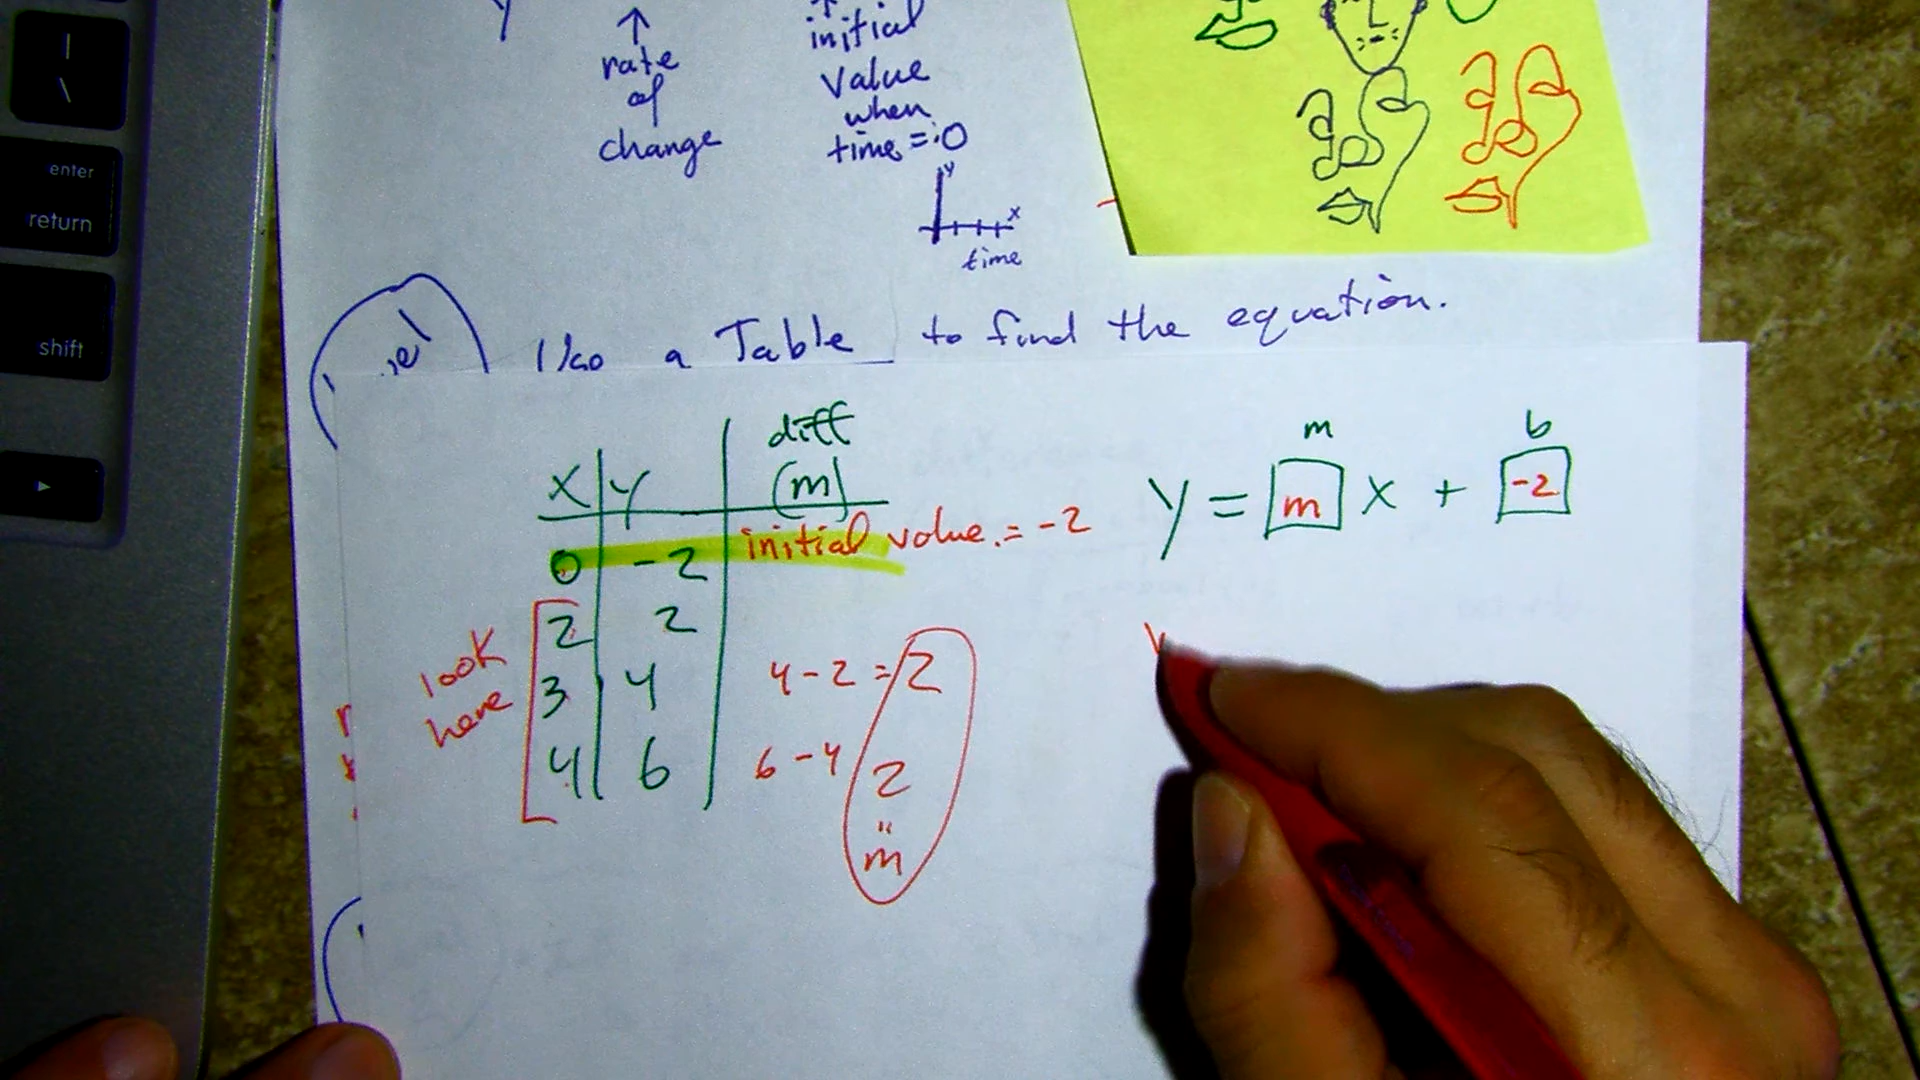 |
\
enter
return
shift
y
rate
of
change
initial
value
when
time = 0
y
x
time
Use a Table to find the equation.
x y diff
(m)
0 -2 initial value = -2
2 2
3 4 4 - 2 = 2
4 6 6 - 4 2
"
m
look
here
m b
y = m x + -2